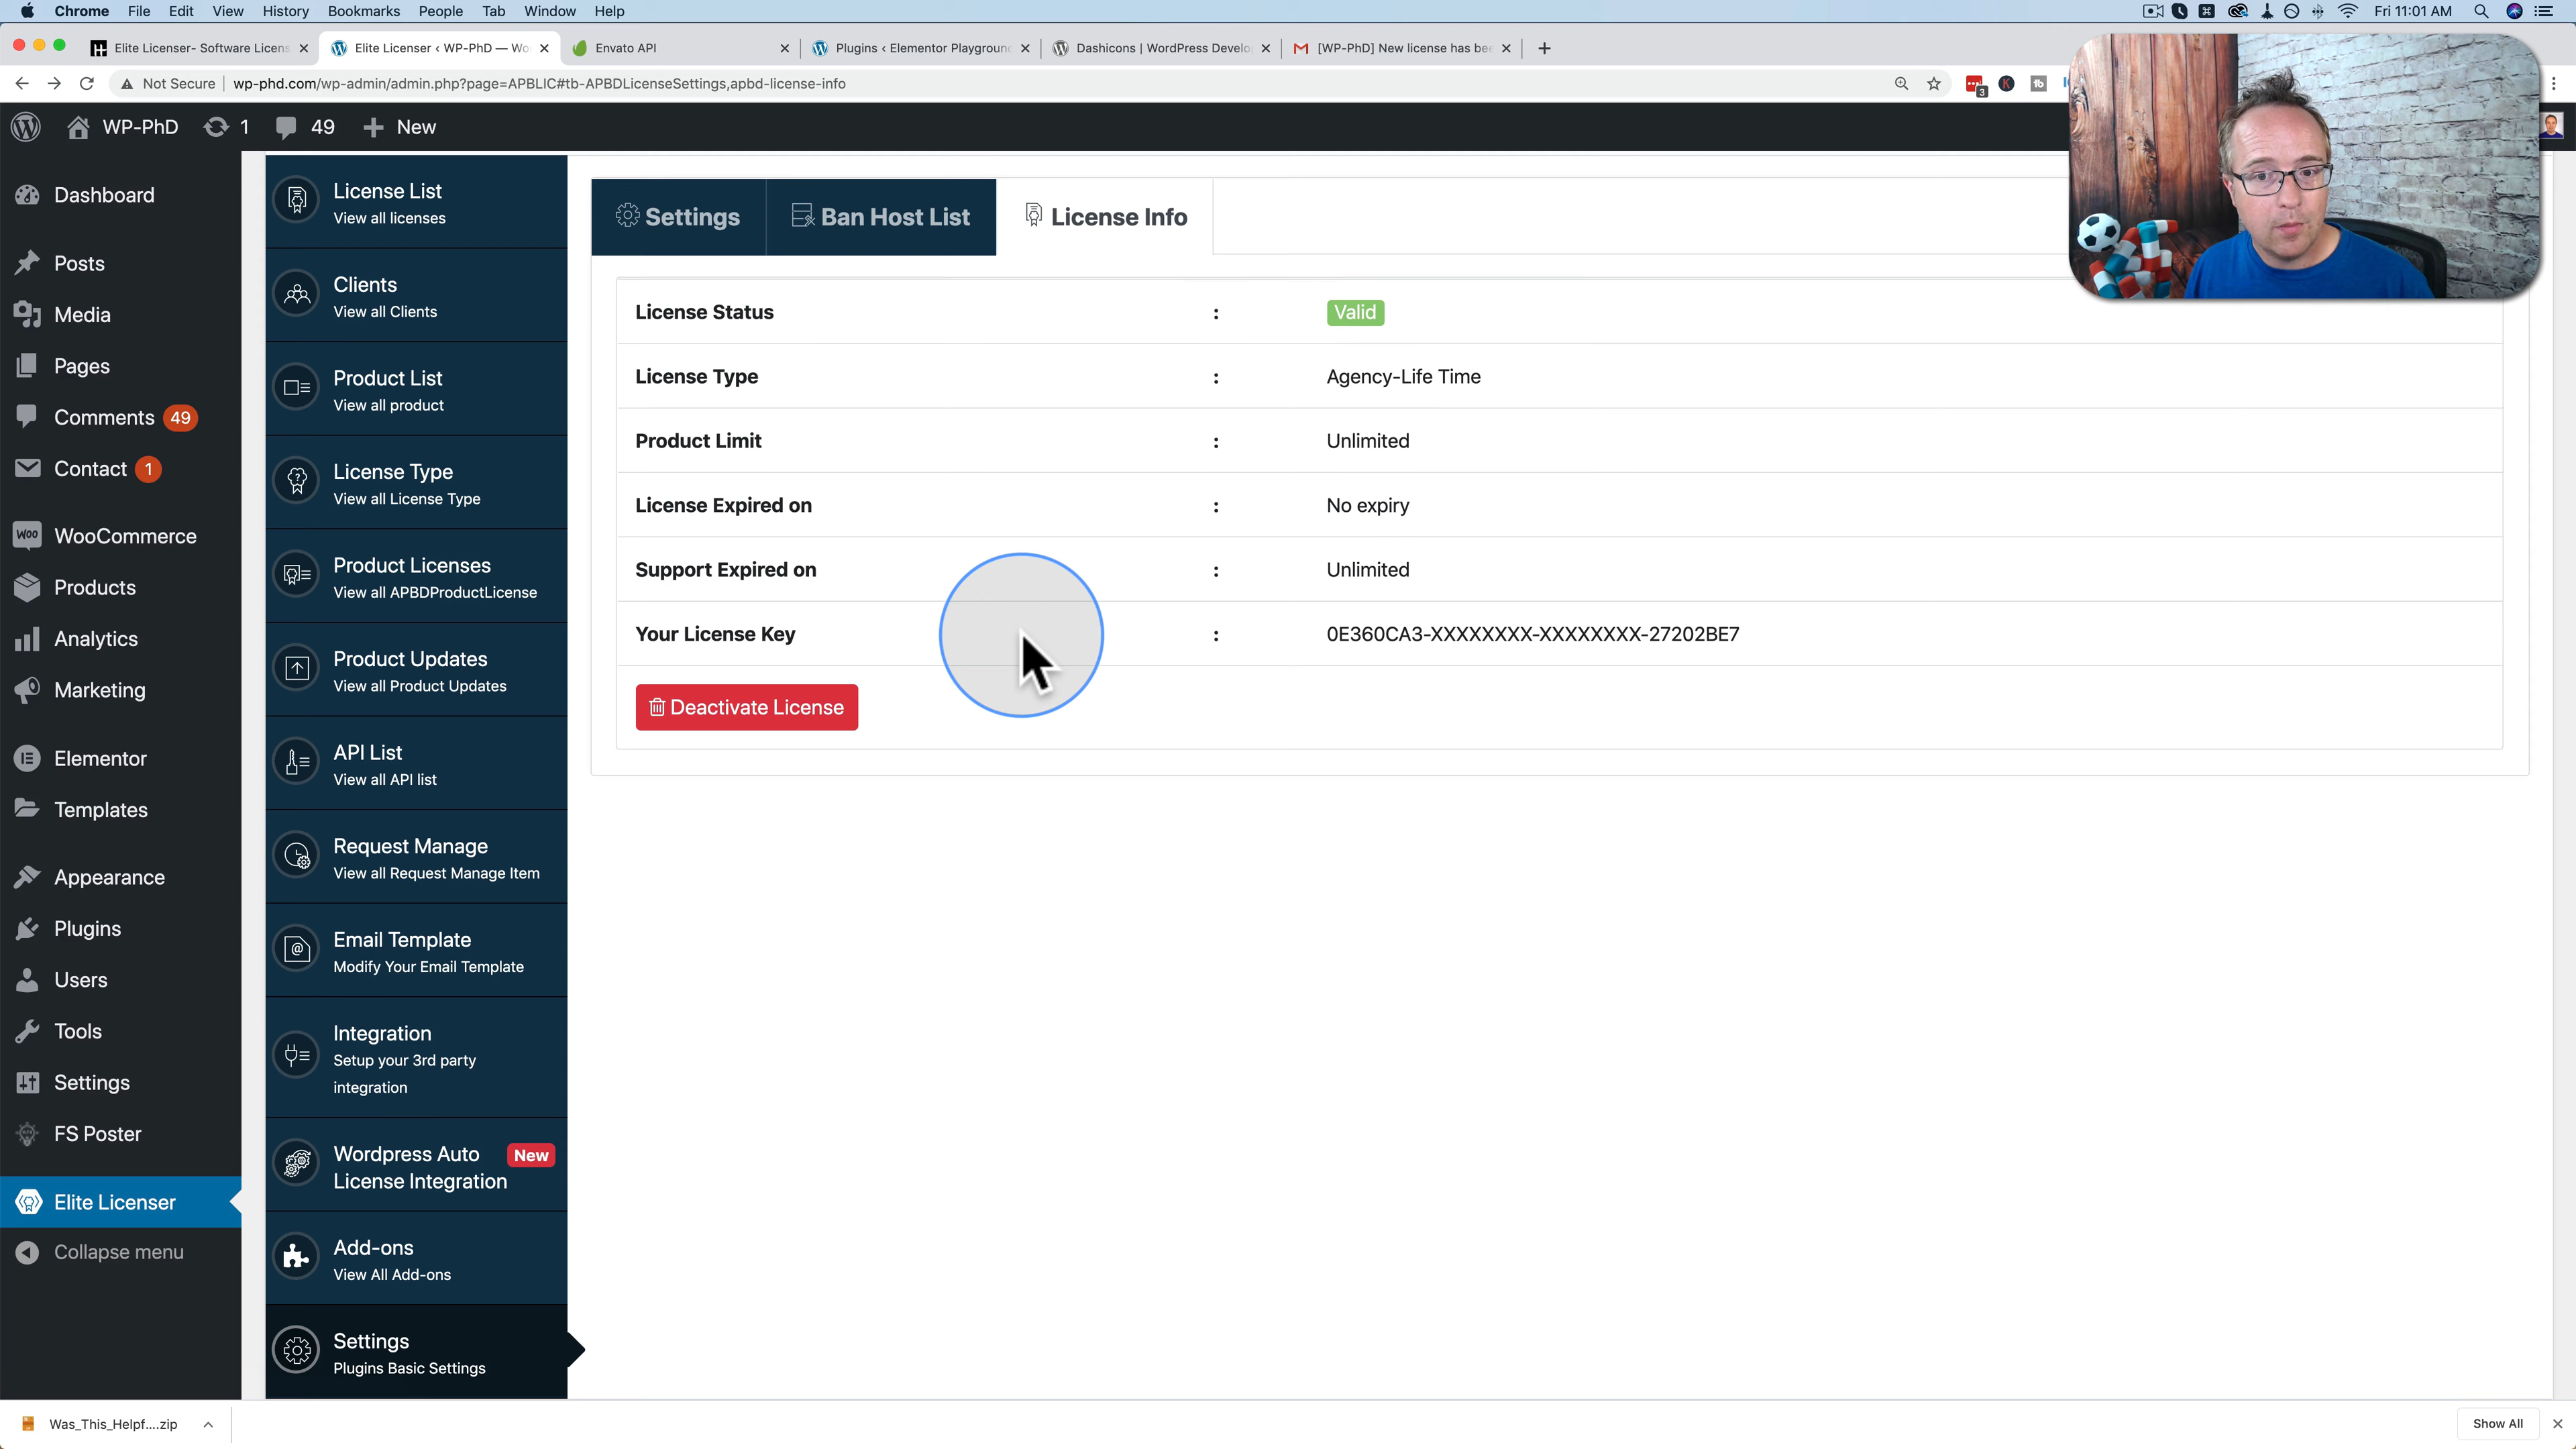 Chrome File Edit View History Bookmarks People Tab Window Help
Fri 11:01 AM
Elite Licenser- Software Licens
Elite Licenser ‹ WP-PhD — Wo
Envato API
Plugins ‹ Elementor Playground
Dashicons | WordPress Develo
[WP-PhD] New license has bee
Not Secure | wp-phd.com/wp-admin/admin.php?page=APBLIC#tb-APBDLicenseSettings,apbd-license-info
3
WP-PhD 1 49 New
Dashboard
Posts
Media
Pages
Comments 49
Contact 1
WooCommerce
Products
Analytics
Marketing
Elementor
Templates
Appearance
Plugins
Users
Tools
Settings
FS Poster
Elite Licenser
Collapse menu
License List
View all licenses
Clients
View all Clients
Product List
View all product
License Type
View all License Type
Product Licenses
View all APBDProductLicense
Product Updates
View all Product Updates
API List
View all API list
Request Manage
View all Request Manage Item
Email Template
Modify Your Email Template
Integration
Setup your 3rd party
integration
Wordpress Auto New
License Integration
Add-ons
View All Add-ons
Settings
Plugins Basic Settings
Settings Ban Host List License Info
License Status : Valid
License Type : Agency-Life Time
Product Limit : Unlimited
License Expired on : No expiry
Support Expired on : Unlimited
Your License Key : 0E360CA3-XXXXXXXX-XXXXXXXX-27202BE7
Deactivate License
Was_This_Helpf....zip
Show All